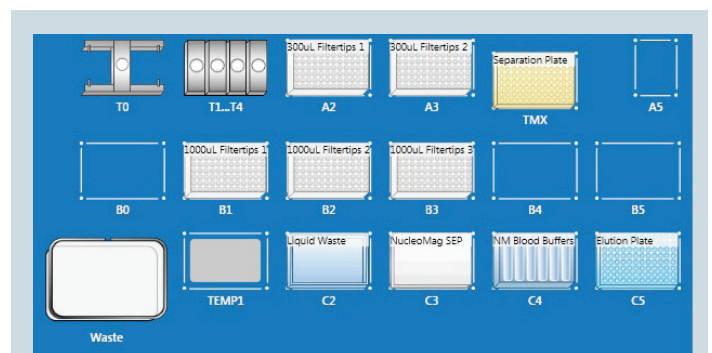 300uL Filtertips 1
300uL Filtertips 2
Separation Plate
T0
T1...T4
A2
A3
TMX
A5
1000uL Filtertips 1
1000uL Filtertips 2
1000uL Filtertips 3
B0
B1
B2
B3
B4
B5
Liquid Waste
NucleoMag SEP
NM Blood Buffers
Elution Plate
TEMP1
C2
C3
C4
C5
Waste